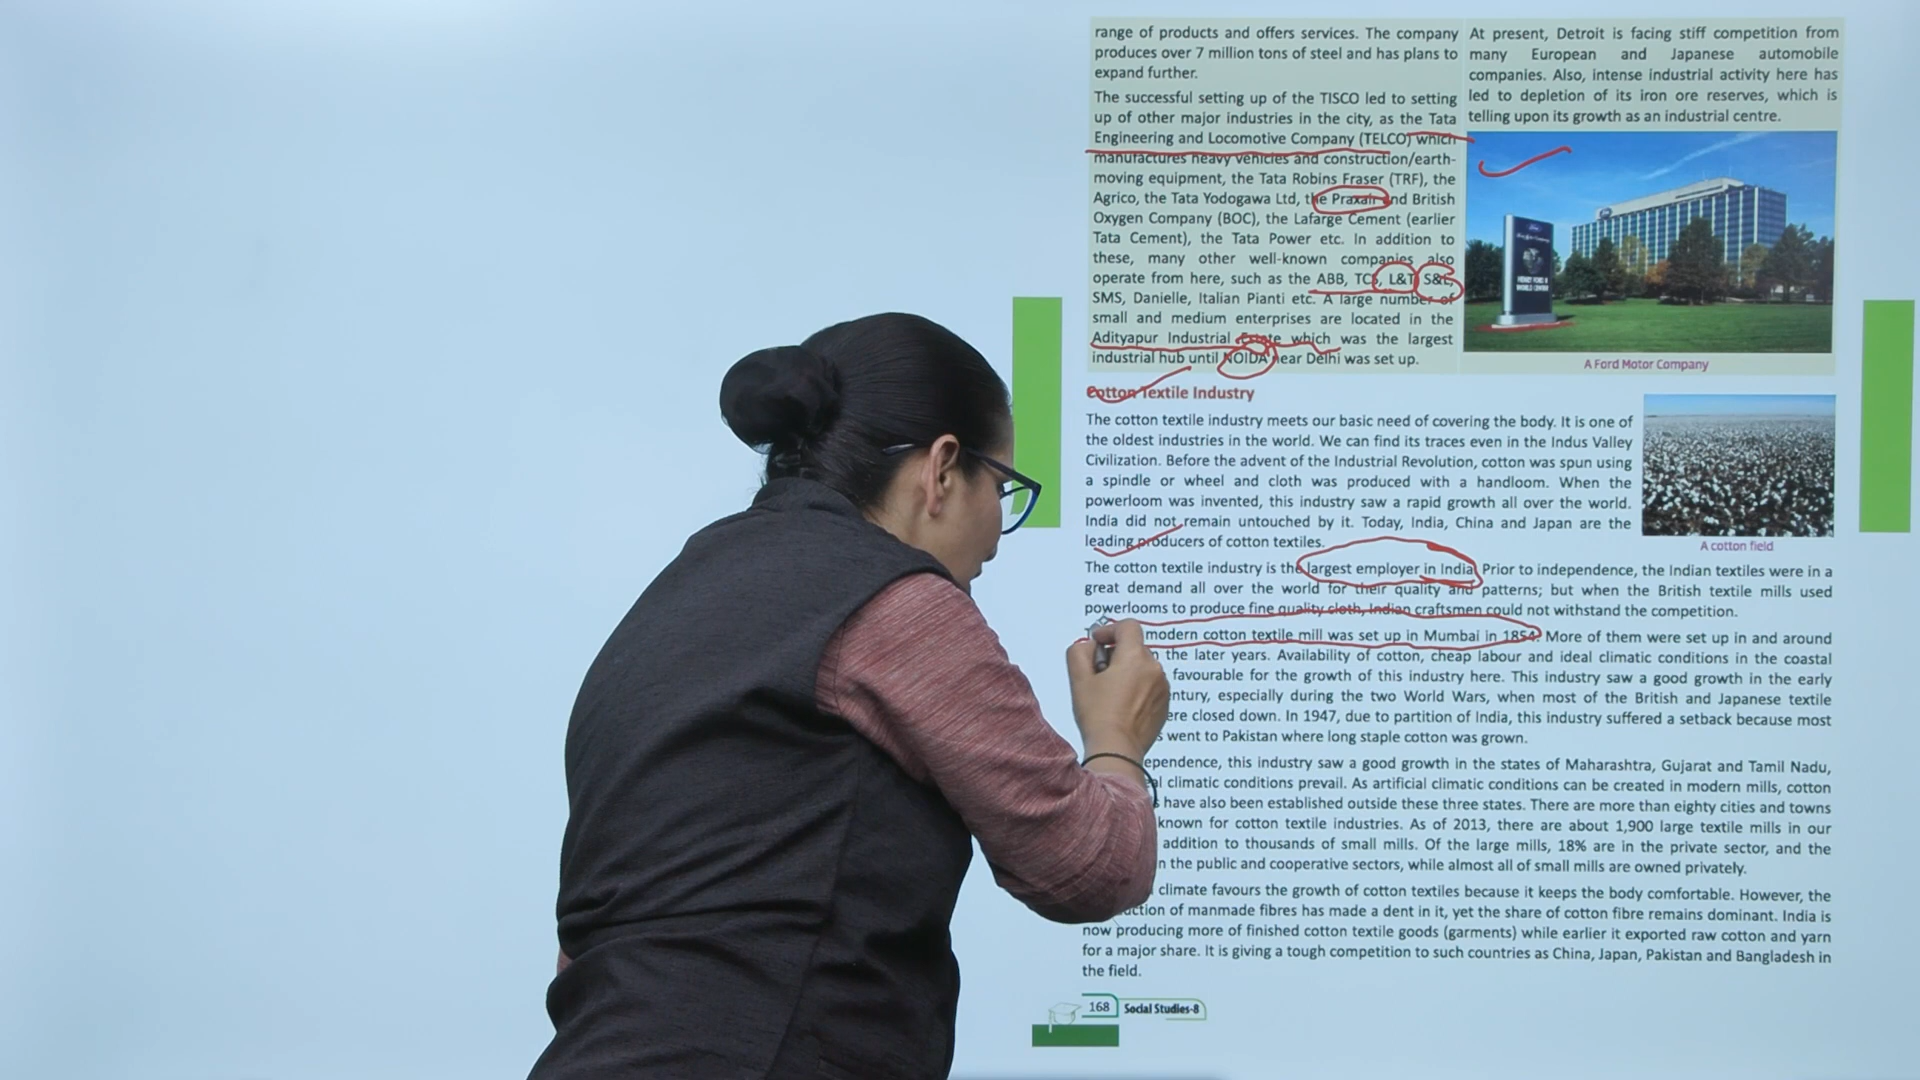 range of products and offers services. The company
produces over 7 million tons of steel and has plans to
expand further.
The successful setting up of the TISCO led to setting
up of other major industries in the city, as the Tata
Engineering and Locomotive Company (TELCO) which
manufactures heavy vehicles and construction/earth-
moving equipment, the Tata Robins Fraser (TRF), the
Agrico, the Tata Yodogawa Ltd, the Praxair and British
Oxygen Company (BOC), the Lafarge Cement (earlier
Tata Cement), the Tata Power etc. In addition to
these, many other well-known companies also
operate from here, such as the ABB, TCS, L&T, S&E,
SMS, Danielle, Italian Pianti etc. A large number of
small and medium enterprises are located in the
Adityapur Industrial Estate which was the largest
industrial hub until NOIDA near Delhi was set up.
At present, Detroit is facing stiff competition from
many European and Japanese automobile
companies. Also, intense industrial activity here has
led to depletion of its iron ore reserves, which is
telling upon its growth as an industrial centre.
A Ford Motor Company
Cotton Textile Industry
The cotton textile industry meets our basic need of covering the body. It is one of
the oldest industries in the world. We can find its traces even in the Indus Valley
Civilization. Before the advent of the Industrial Revolution, cotton was spun using
a spindle or wheel and cloth was produced with a handloom. When the
powerloom was invented, this industry saw a rapid growth all over the world.
India did not remain untouched by it. Today, India, China and Japan are the
leading producers of cotton textiles.
A cotton field
The cotton textile industry is the largest employer in India. Prior to independence, the Indian textiles were in a
great demand all over the world for their quality and patterns; but when the British textile mills used
powerlooms to produce fine quality cloth, Indian craftsmen could not withstand the competition.
modern cotton textile mill was set up in Mumbai in 1854. More of them were set up in and around
the later years. Availability of cotton, cheap labour and ideal climatic conditions in the coastal
favourable for the growth of this industry here. This industry saw a good growth in the early
especially during the two World Wars, when most of the British and Japanese textile
closed down. In 1947, due to partition of India, this industry suffered a setback because most
went to Pakistan where long staple cotton was grown.
this industry saw a good growth in the states of Maharashtra, Gujarat and Tamil Nadu,
climatic conditions prevail. As artificial climatic conditions can be created in modern mills, cotton
have also been established outside these three states. There are more than eighty cities and towns
known for cotton textile industries. As of 2013, there are about 1,900 large textile mills in our
addition to thousands of small mills. Of the large mills, 18% are in the private sector, and the
the public and cooperative sectors, while almost all of small mills are owned privately.
climate favours the growth of cotton textiles because it keeps the body comfortable. However, the
of manmade fibres has made a dent in it, yet the share of cotton fibre remains dominant. India is
now producing more of finished cotton textile goods (garments) while earlier it exported raw cotton and yarn
for a major share. It is giving a tough competition to such countries as China, Japan, Pakistan and Bangladesh in
the field.
168 Social Studies-8